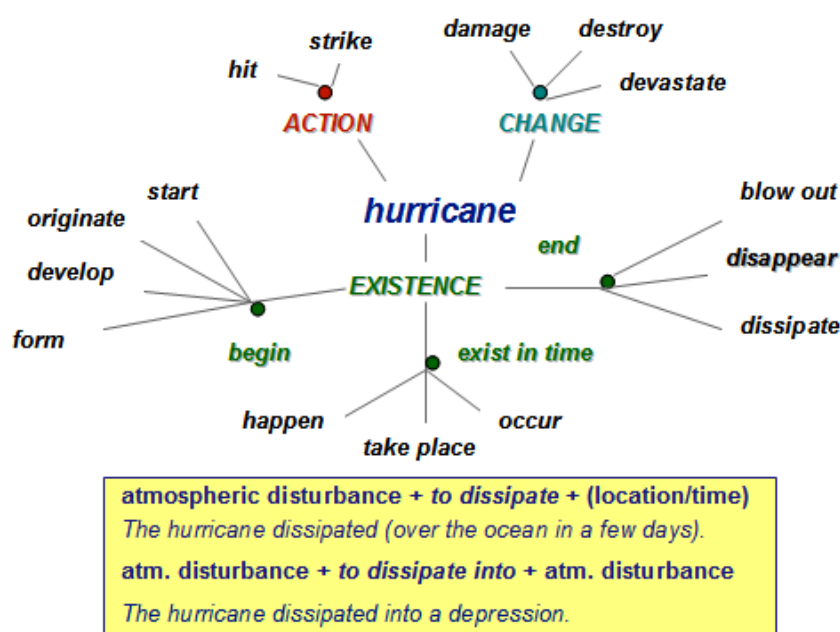 strike
damage
destroy
hit
devastate
ACTION
CHANGE
start
blow out
originate
hurricane
end
develop
disappear
EXISTENCE
form
dissipate
begin
exist in time
happen
occur
take place
atmospheric disturbance + to dissipate + (location/time)
The hurricane dissipated (over the ocean in a few days).
atm. disturbance + to dissipate into + atm. disturbance
The hurricane dissipated into a depression.